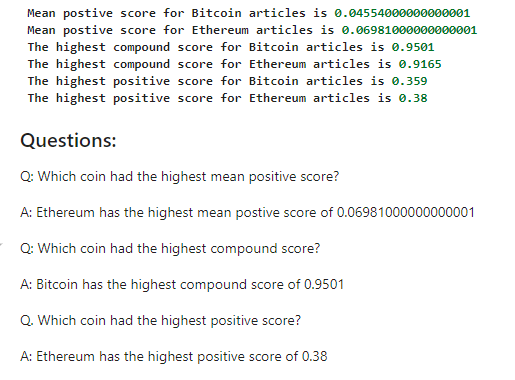 Mean postive score for Bitcoin articles is 0.04554000000000001
Mean postive score for Ethereum articles is 0.06981000000000001
The highest compound score for Bitcoin articles is 0.9501
The highest compound score for Ethereum articles is 0.9165
The highest positive score for Bitcoin articles is 0.359
The highest positive score for Ethereum articles is 0.38
Questions:
Q: Which coin had the highest mean positive score?
A: Ethereum has the highest mean postive score of 0.06981000000000001
Q: Which coin had the highest compound score?
A: Bitcoin has the highest compound score of 0.9501
Q. Which coin had the highest positive score?
A: Ethereum has the highest positive score of 0.38